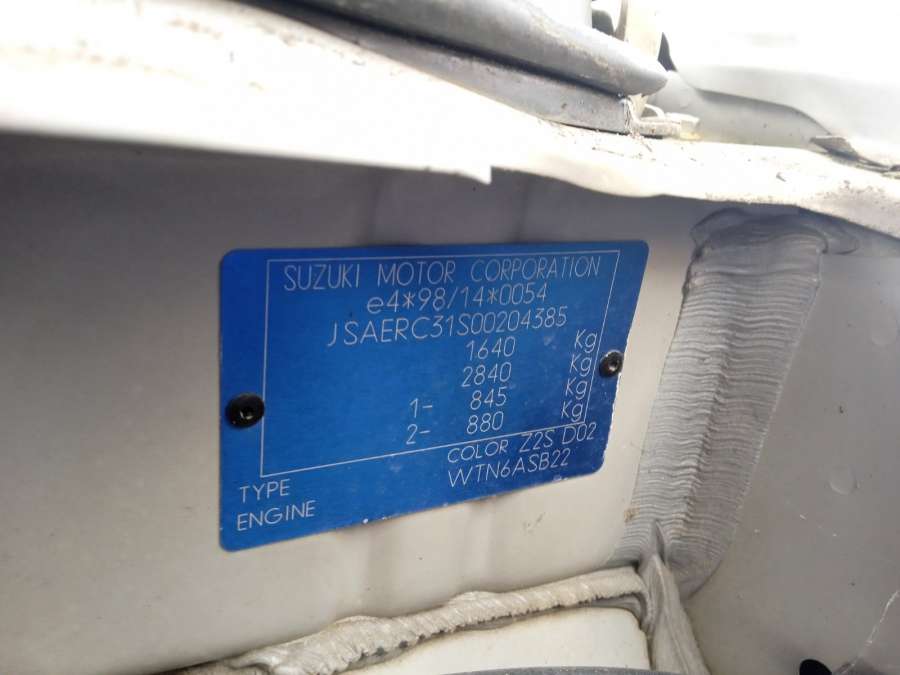 SUZUKI MOTOR CORPORATION
e4*98/14*0054
JSAERC31S00204385
1640 Kg
2840 Kg
1- 845 Kg
2- 880 Kg
COLOR Z2S D02
TYPE WTN6ASB22
ENGINE